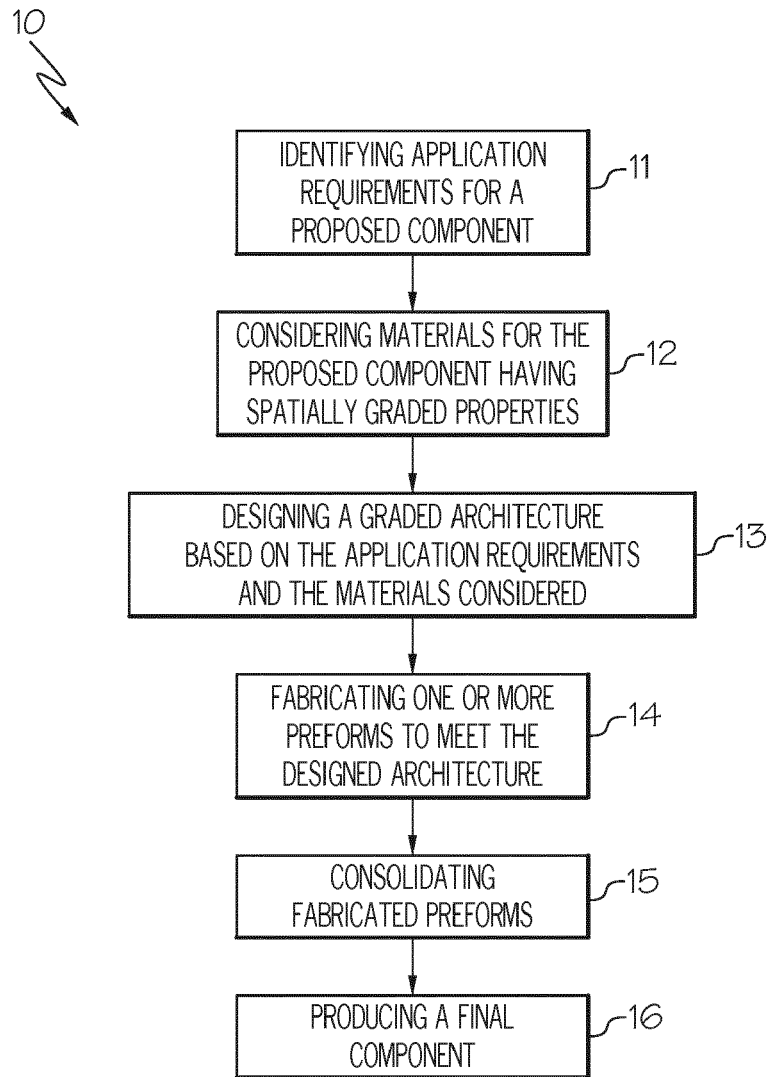 10
IDENTIFYING APPLICATION
REQUIREMENTS FOR A
PROPOSED COMPONENT
11
CONSIDERING MATERIALS FOR THE
PROPOSED COMPONENT HAVING
SPATIALLY GRADED PROPERTIES
12
DESIGNING A GRADED ARCHITECTURE
BASED ON THE APPLICATION REQUIREMENTS
AND THE MATERIALS CONSIDERED
13
FABRICATING ONE OR MORE
PREFORMS TO MEET THE
DESIGNED ARCHITECTURE
14
CONSOLIDATING
FABRICATED PREFORMS
15
PRODUCING A FINAL
COMPONENT
16